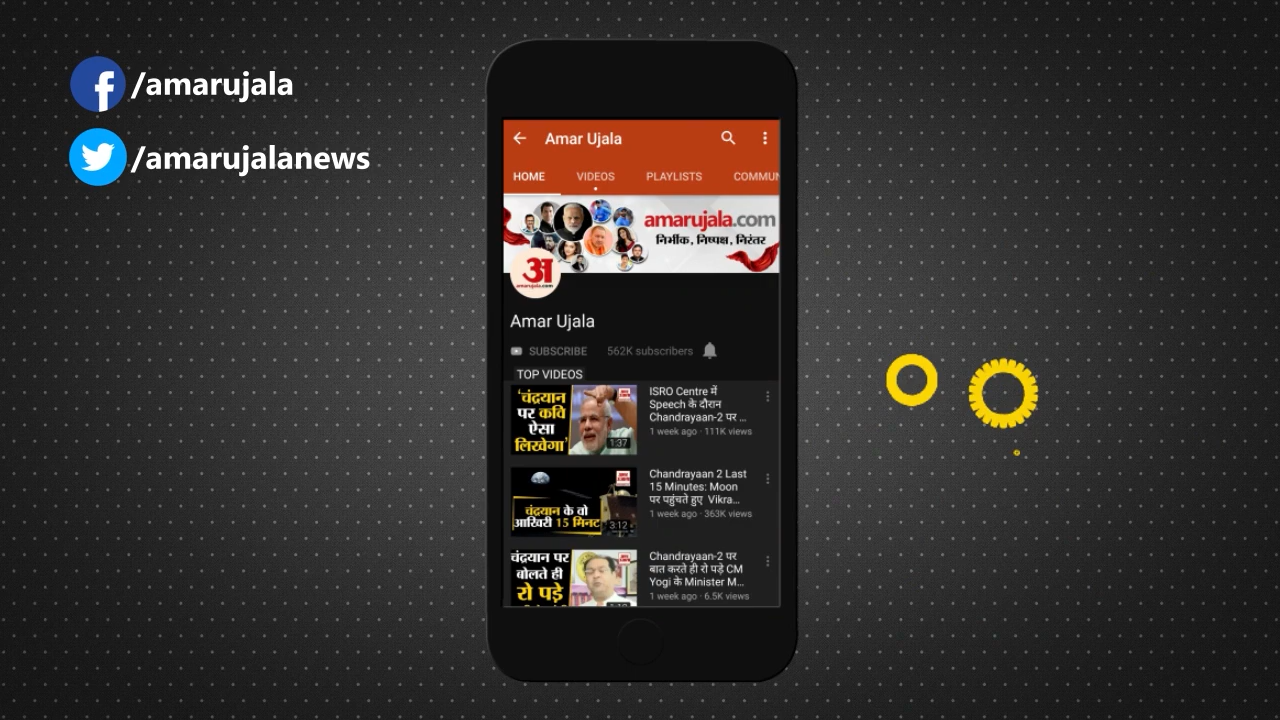 /amarujala
/amarujalanews
Amar Ujala
HOME VIDEOS PLAYLISTS COMMUN
amarujala.com
निर्भीक, निष्पक्ष, निरंतर
अ
amarujala.com
Amar Ujala
SUBSCRIBE 562K subscribers
TOP VIDEOS
'चंद्रयान
पर कवि
ऐसा
लिखेगा'
1:37
ISRO Centre में
Speech के दौरान
Chandrayaan-2 पर ...
1 week ago · 111K views
चंद्रयान के वो
आखिरी 15 मिनट
3:12
Chandrayaan 2 Last
15 Minutes: Moon
पर पहुंचते हुए Vikra...
1 week ago · 363K views
चंद्रयान पर
बोलते ही
रो पड़े
Chandrayaan-2 पर
बात करते ही रो पड़े CM
Yogi के Minister M...
1 week ago · 6.5K views